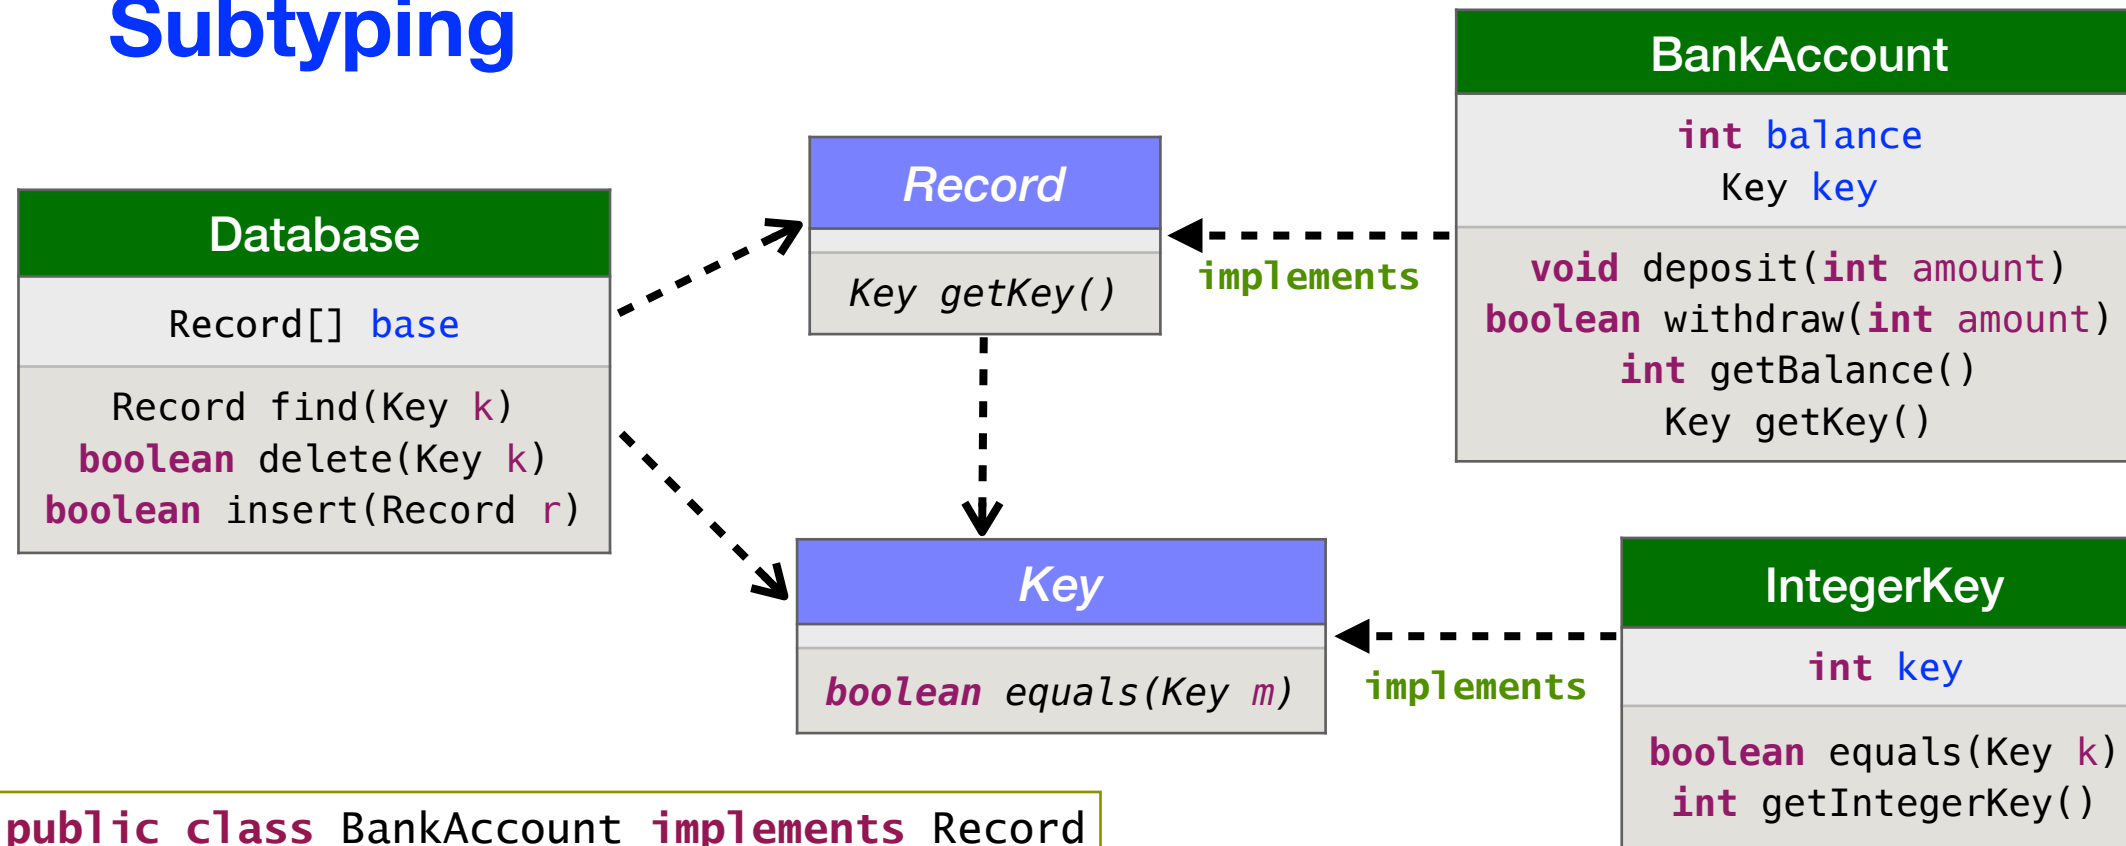 Subtyping
Database
Record[] base
Record find(Key k)
boolean delete(Key k)
boolean insert(Record r)
Record
Key getKey()
implements
BankAccount
int balance
Key key
void deposit(int amount)
boolean withdraw(int amount)
int getBalance()
Key getKey()
Key
boolean equals(Key m)
implements
IntegerKey
int key
boolean equals(Key k)
int getIntegerKey()
public class BankAccount implements Record